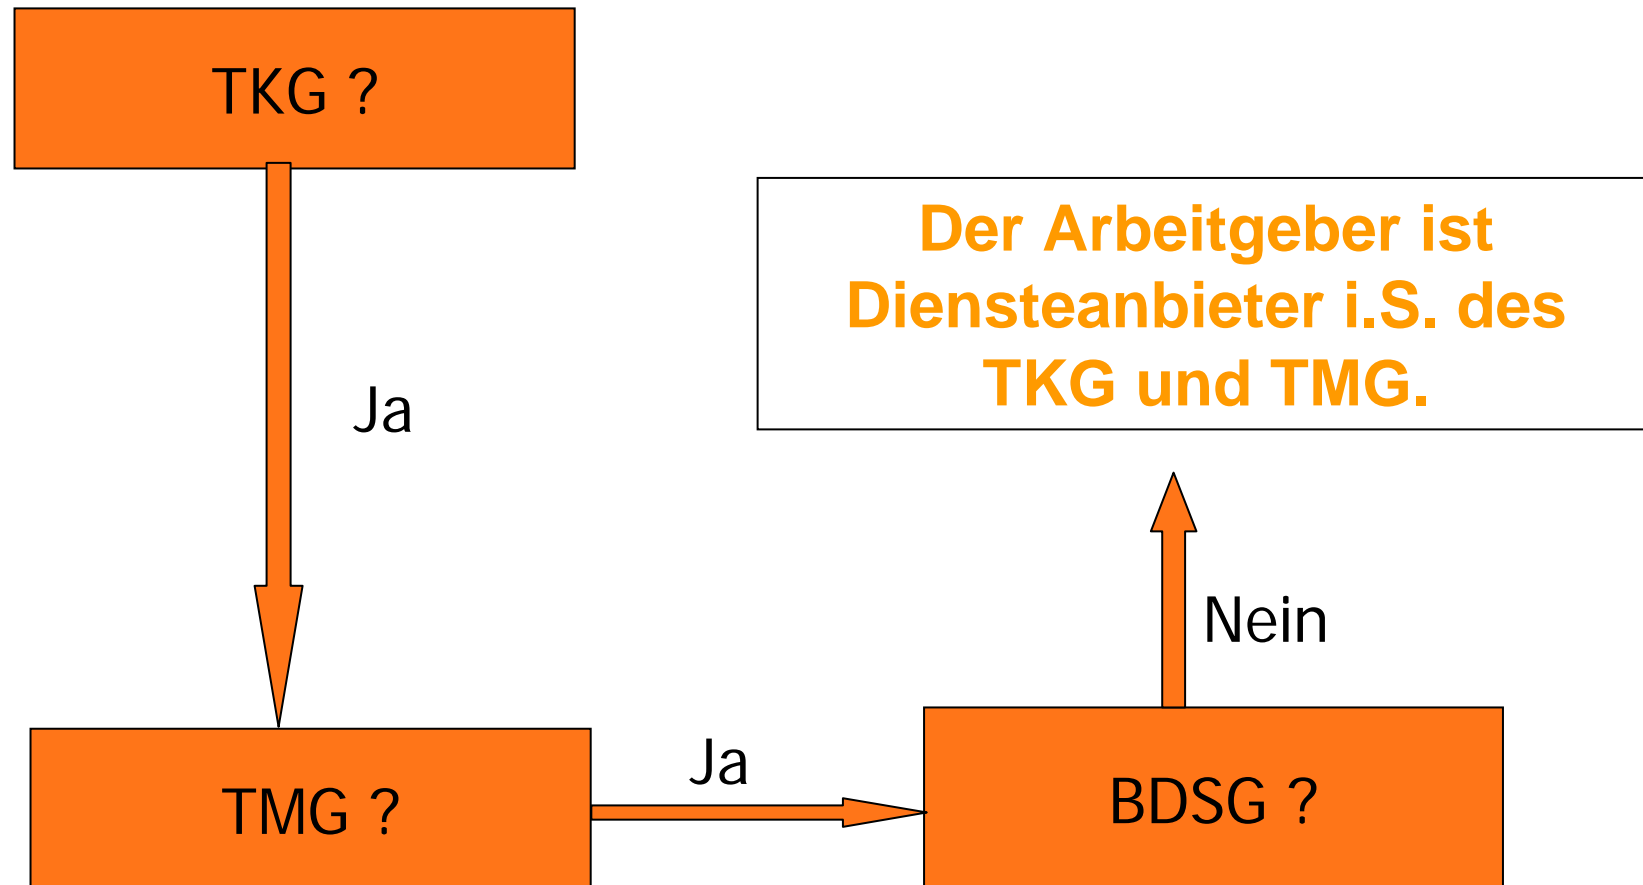 TKG ?
Ja
TMG ?
Ja
BDSG ?
Nein
Der Arbeitgeber ist
Diensteanbieter i.S. des
TKG und TMG.